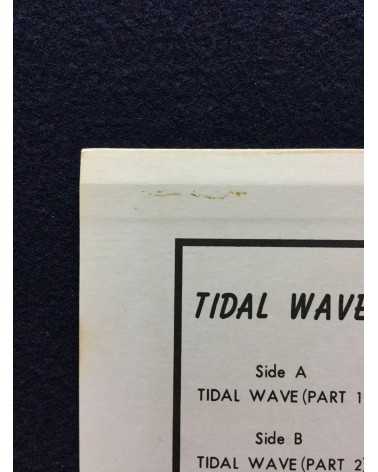 TIDAL WAVE
Side A
TIDAL WAVE (PART 1
Side B
TIDAL WAVE (PART 2)